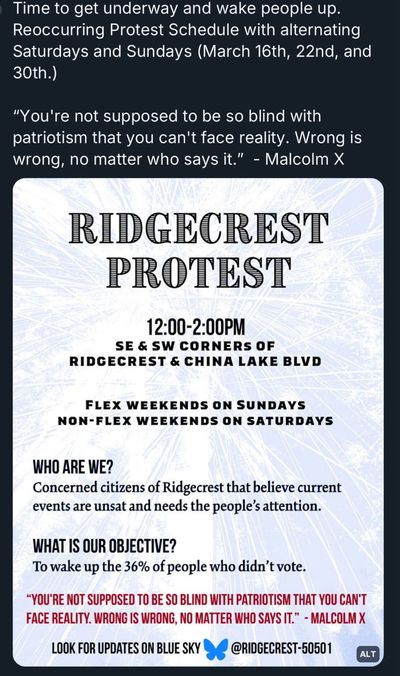 Time to get underway and wake people up.
Reoccurring Protest Schedule with alternating
Saturdays and Sundays (March 16th, 22nd, and
30th.)
“You're not supposed to be so blind with
patriotism that you can't face reality. Wrong is
wrong, no matter who says it.” - Malcolm X
RIDGECREST
PROTEST
12:00-2:00PM
SE & SW CORNERS OF
RIDGECREST & CHINA LAKE BLVD
FLEX WEEKENDS ON SUNDAYS
NON-FLEX WEEKENDS ON SATURDAYS
WHO ARE WE?
Concerned citizens of Ridgecrest that believe current
events are unsat and needs the people’s attention.
WHAT IS OUR OBJECTIVE?
To wake up the 36% of people who didn’t vote.
“YOU'RE NOT SUPPOSED TO BE SO BLIND WITH PATRIOTISM THAT YOU CAN'T
FACE REALITY. WRONG IS WRONG, NO MATTER WHO SAYS IT.” - MALCOLM X
LOOK FOR UPDATES ON BLUE SKY @RIDGECREST-50501
ALT